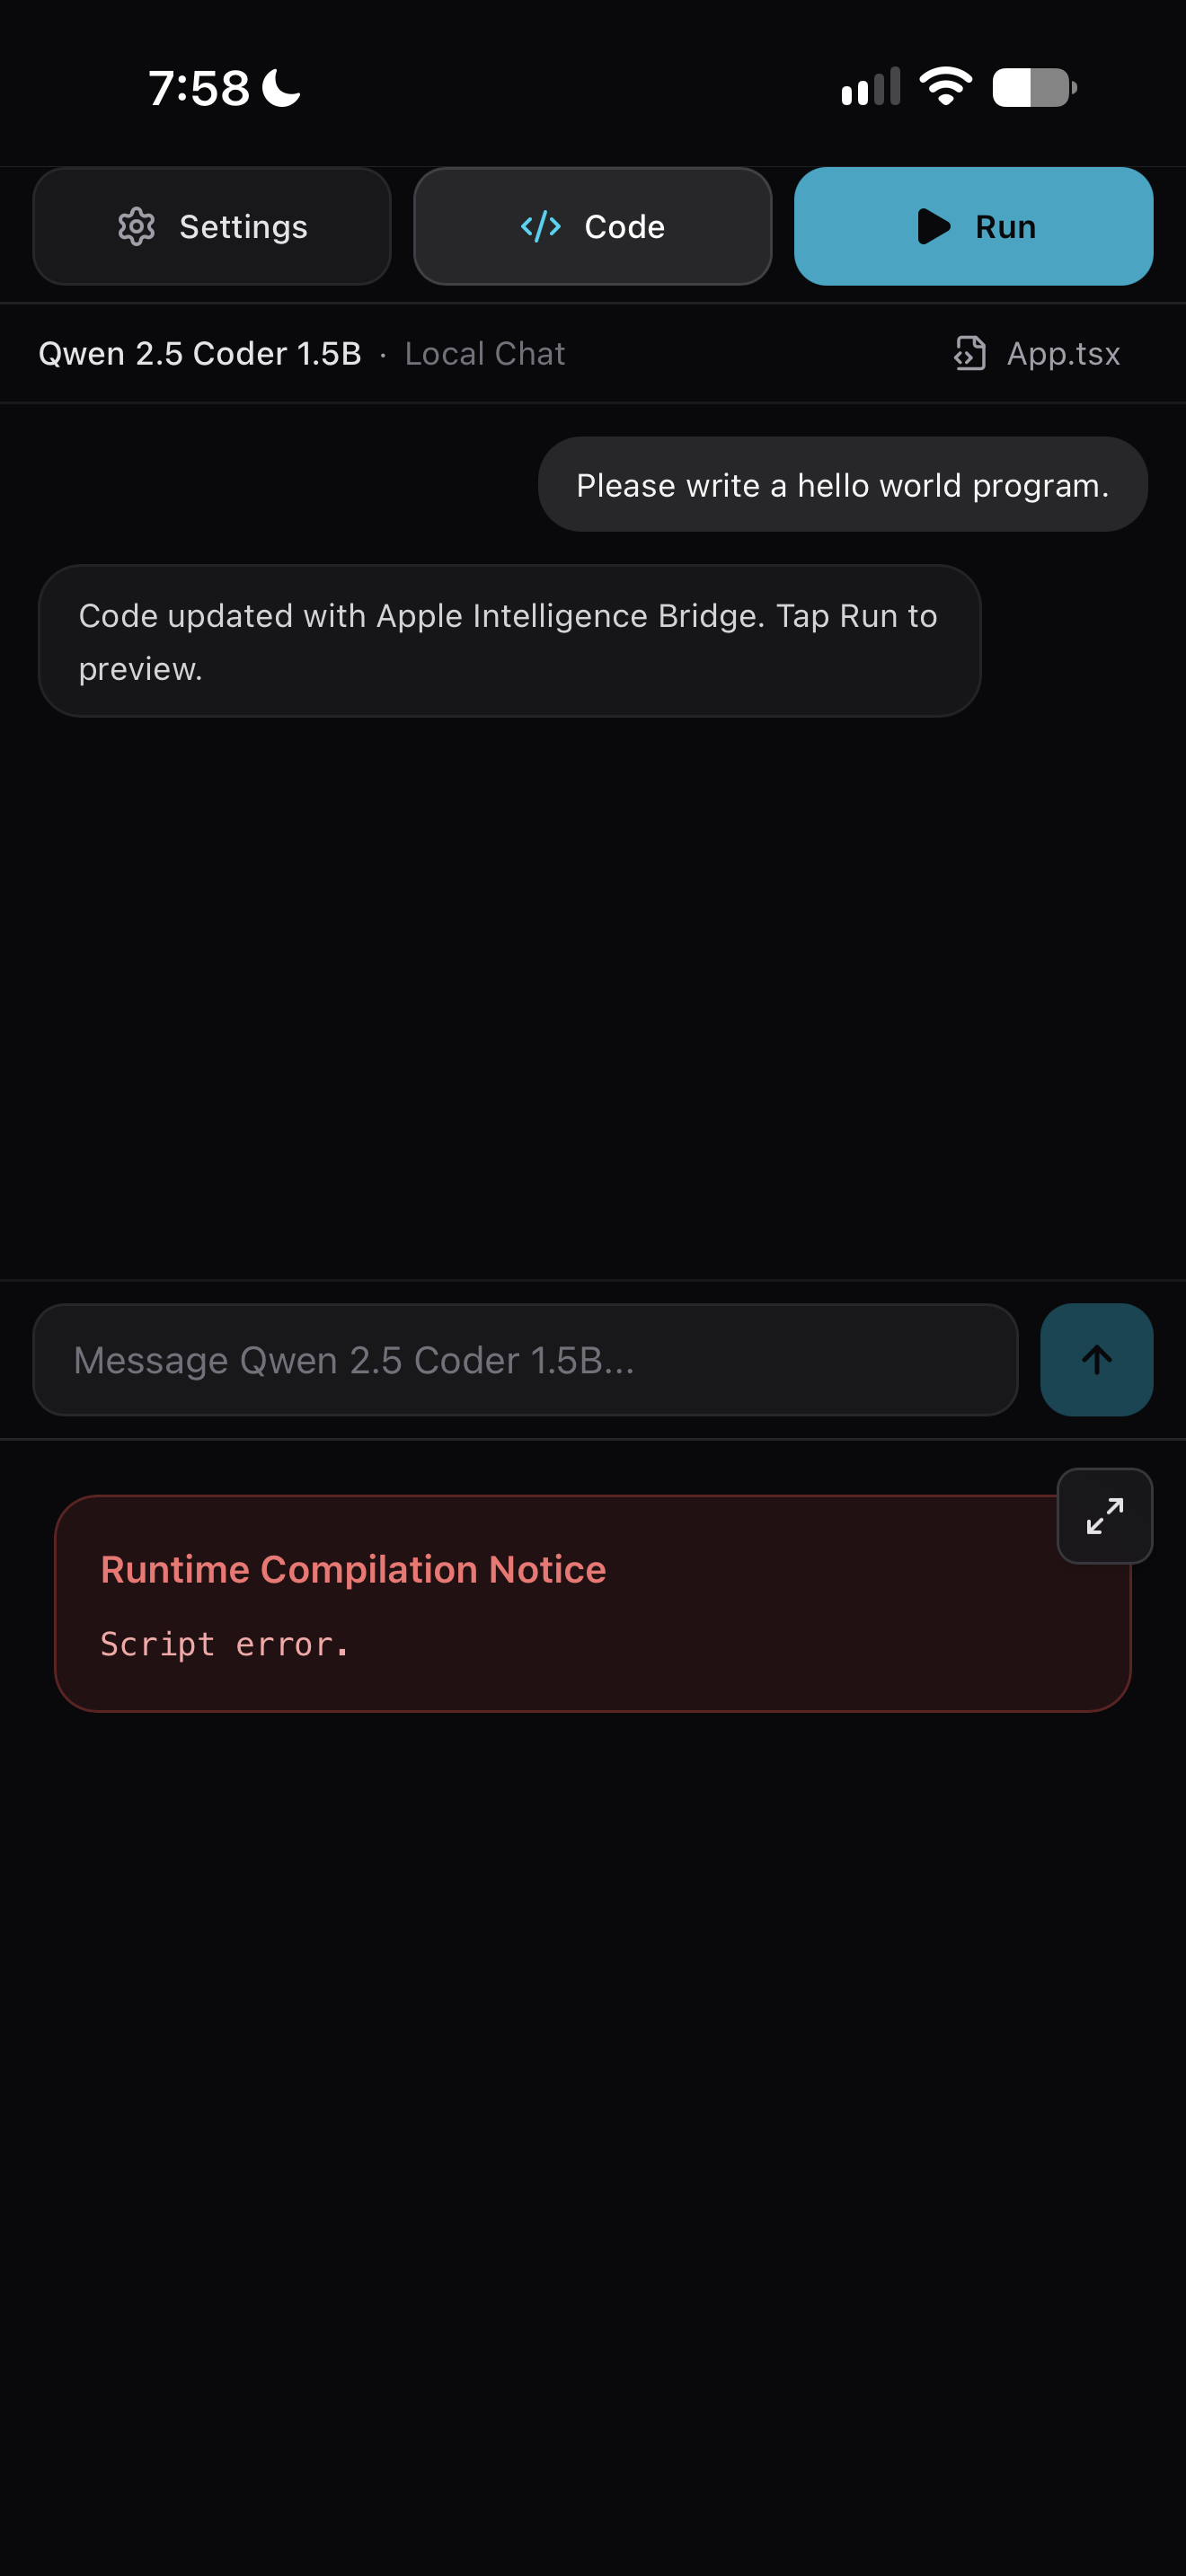 7:58
Settings
Code
Run
Qwen 2.5 Coder 1.5B · Local Chat
App.tsx
Please write a hello world program.
Code updated with Apple Intelligence Bridge. Tap Run to
preview.
Message Qwen 2.5 Coder 1.5B...
Runtime Compilation Notice
Script error.